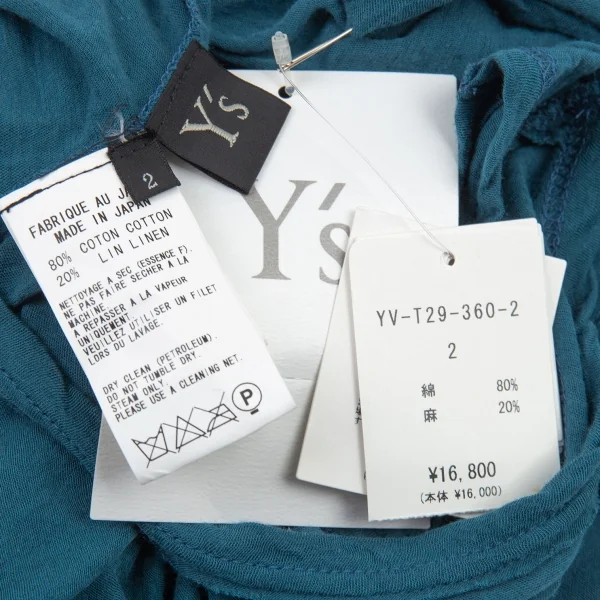 Y's
2
FABRIQUE AU
MADE IN JAPAN
80% COTON COTTON
20% LIN LINEN
NETTOYAGE A SEC (ESSENCE F).
NE PAS FAIRE SECHER A LA
MACHINE.
A REPASSER A LA VAPEUR
UNIQUEMENT.
VEUILLEZ UTILISER UN FILET
LORS DU LAVAGE.
DRY CLEAN (PETROLEUM).
DO NOT TUMBLE DRY.
STEAM ONLY.
PLEASE USE A CLEANING NET.
P
Y's
YV-T29-360-2
2
綿 80%
麻 20%
¥16,800
(本体 ¥16,000)